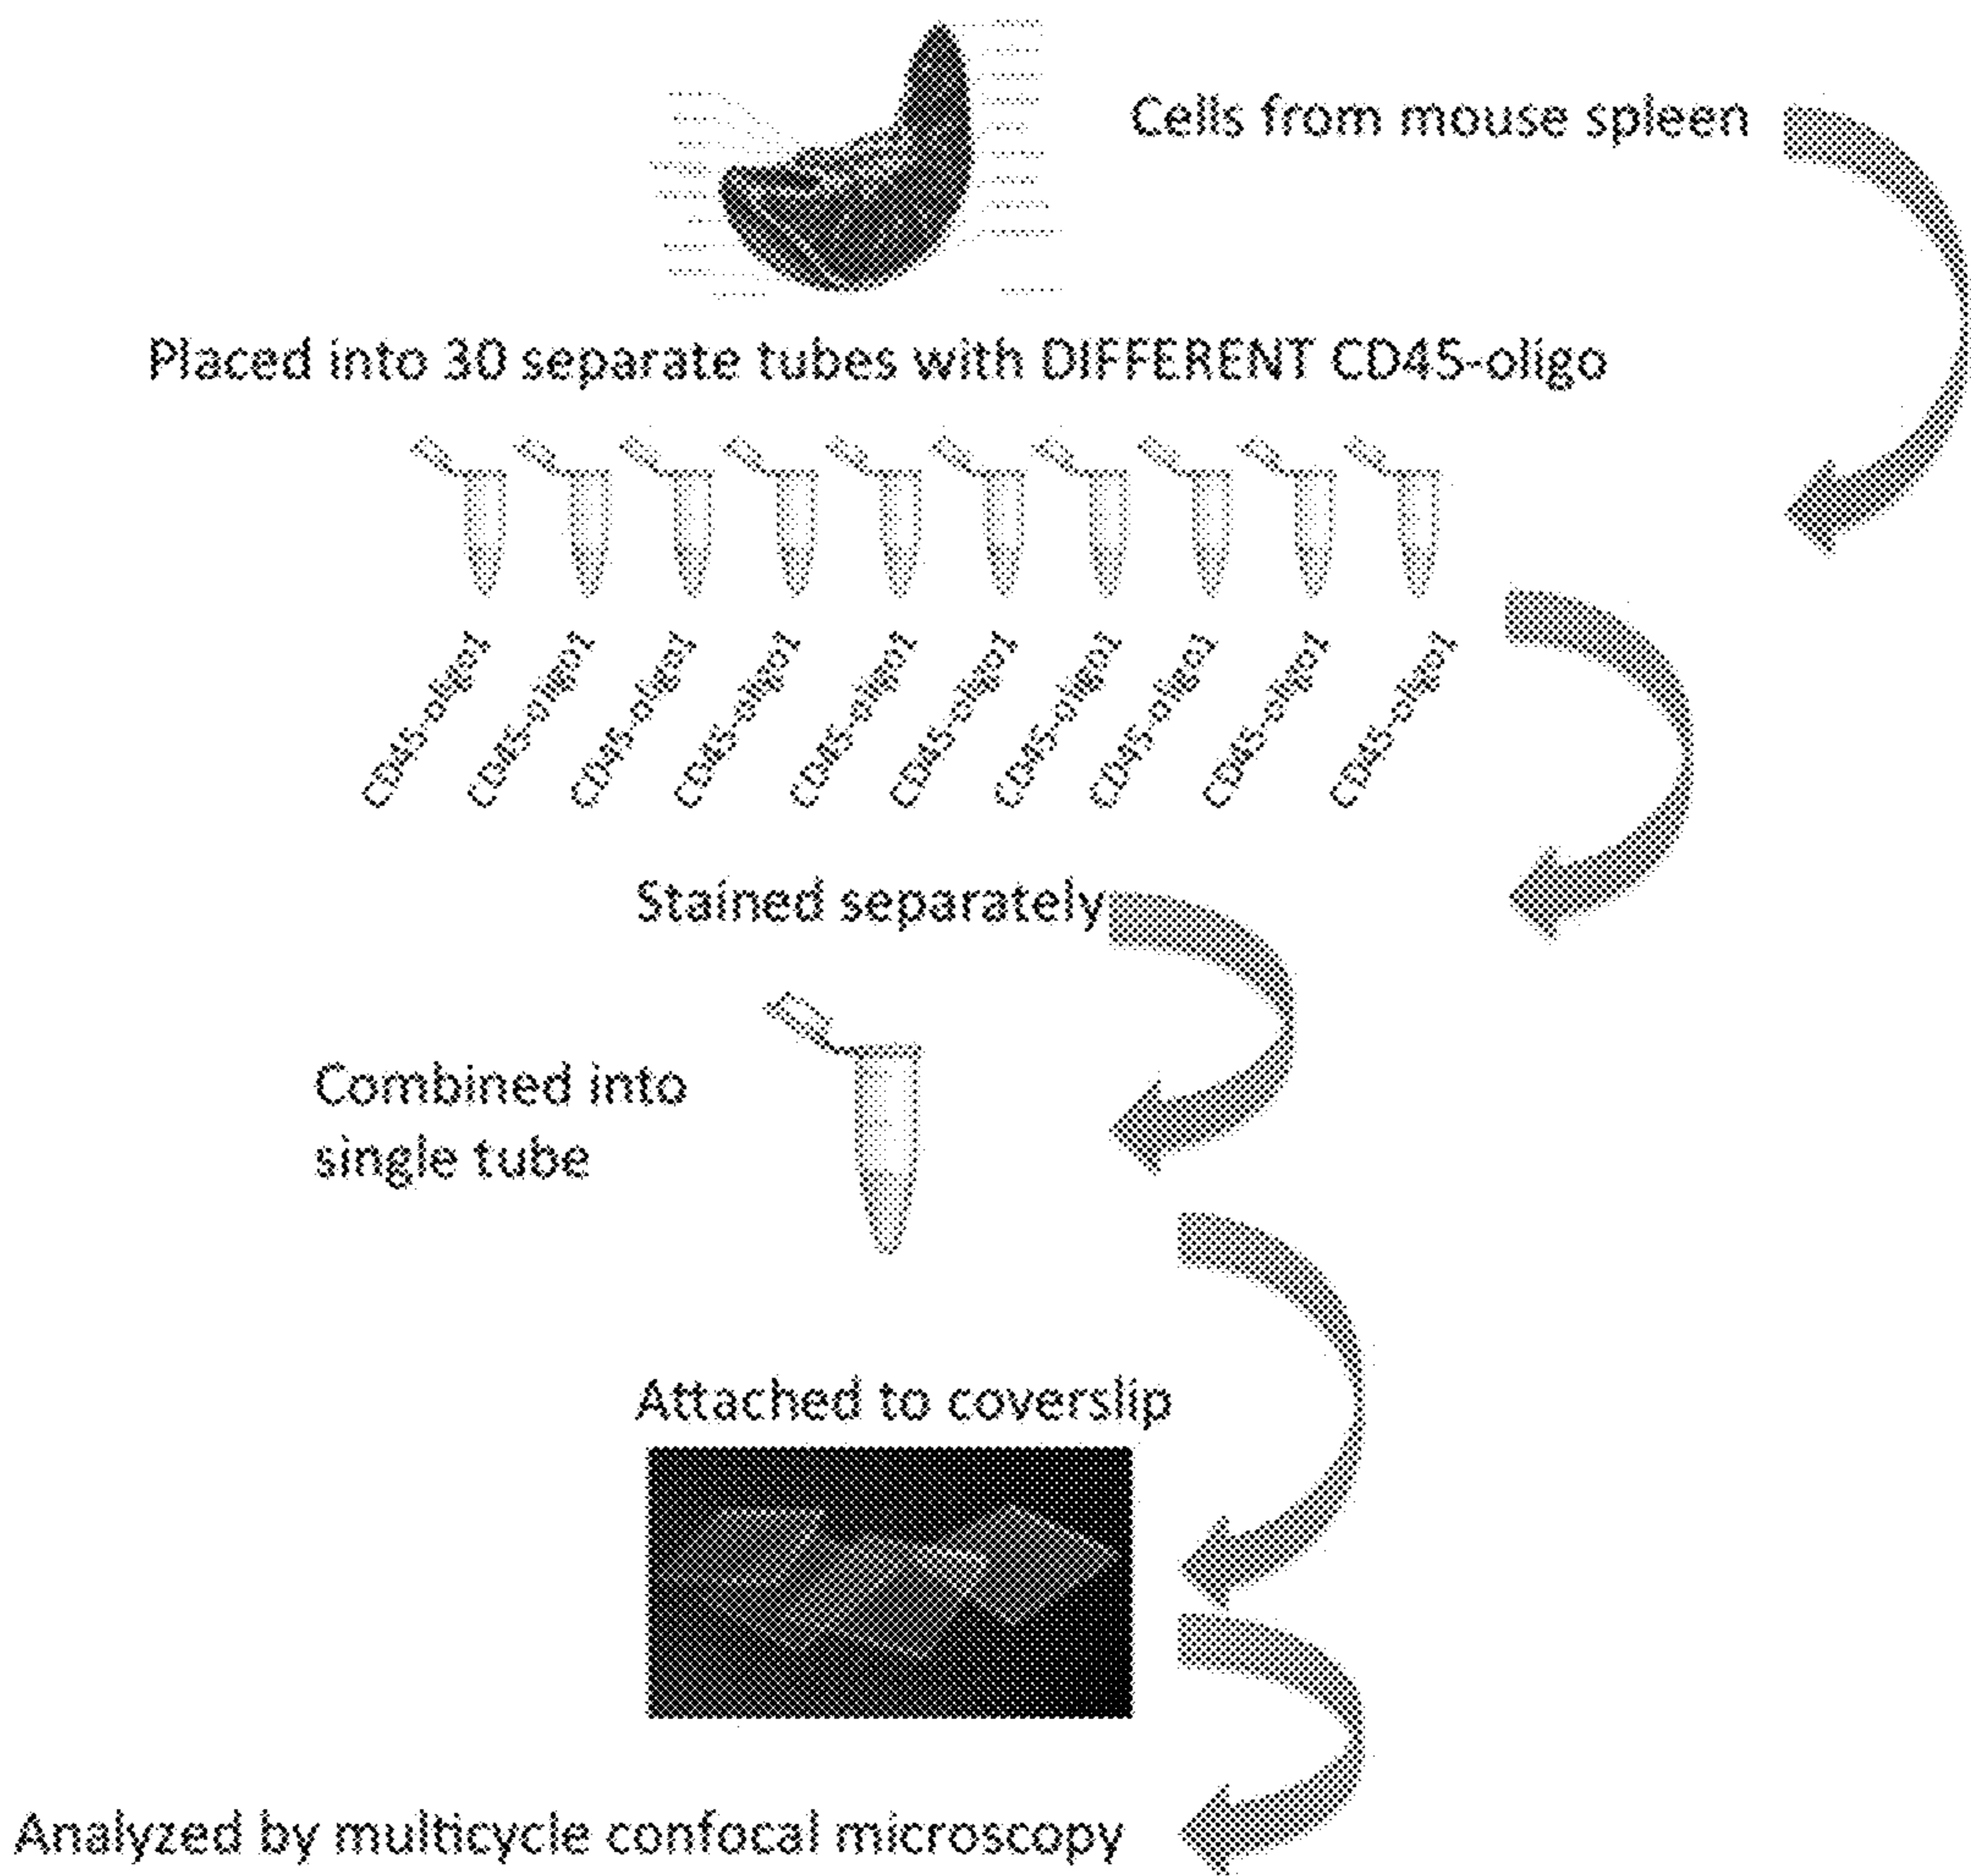 Cells from mouse spleen
Placed into 30 separate tubes with DIFFERENT CD45-oligo
CD45-oligo1
CD45-oligo1
CD45-oligo1
CD45-oligo1
CD45-oligo1
CD45-oligo1
CD45-oligo1
CD45-oligo1
CD45-oligo1
CD45-oligo1
Stained separately
Combined into
single tube
Attached to coverslip
Analyzed by multicycle confocal microscopy